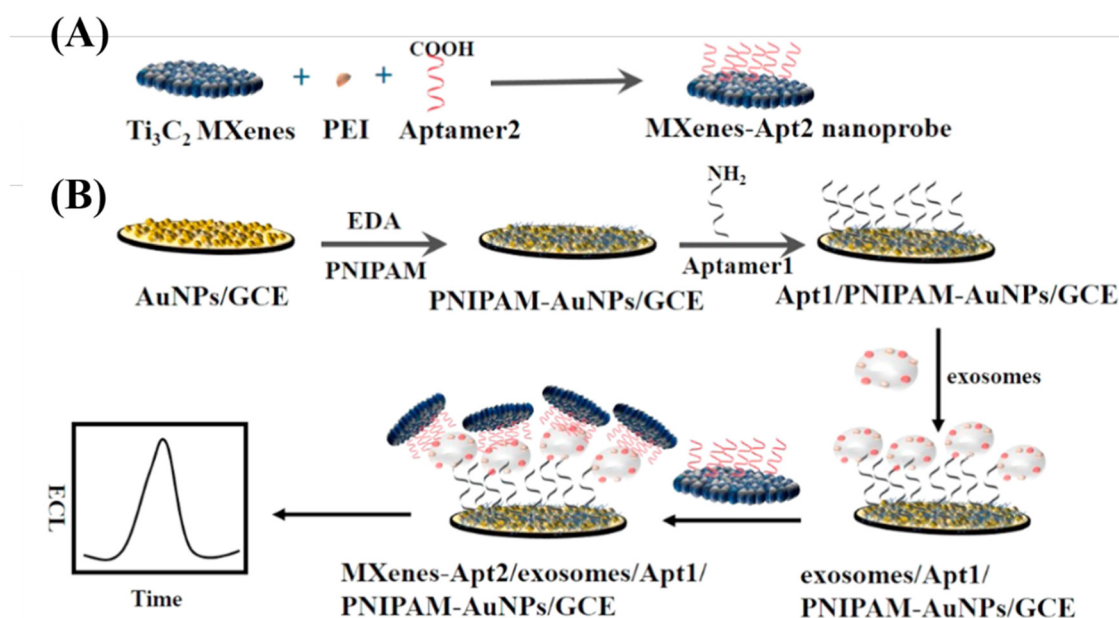 (A)
COOH
Ti₃C₂ MXenes + PEI + Aptamer2
MXenes-Apt2 nanoprobe
(B)
NH₂
EDA
PNIPAM
Aptamer1
AuNPs/GCE
PNIPAM-AuNPs/GCE
Apt1/PNIPAM-AuNPs/GCE
exosomes
ECL
Time
MXenes-Apt2/exosomes/Apt1/
PNIPAM-AuNPs/GCE
exosomes/Apt1/
PNIPAM-AuNPs/GCE